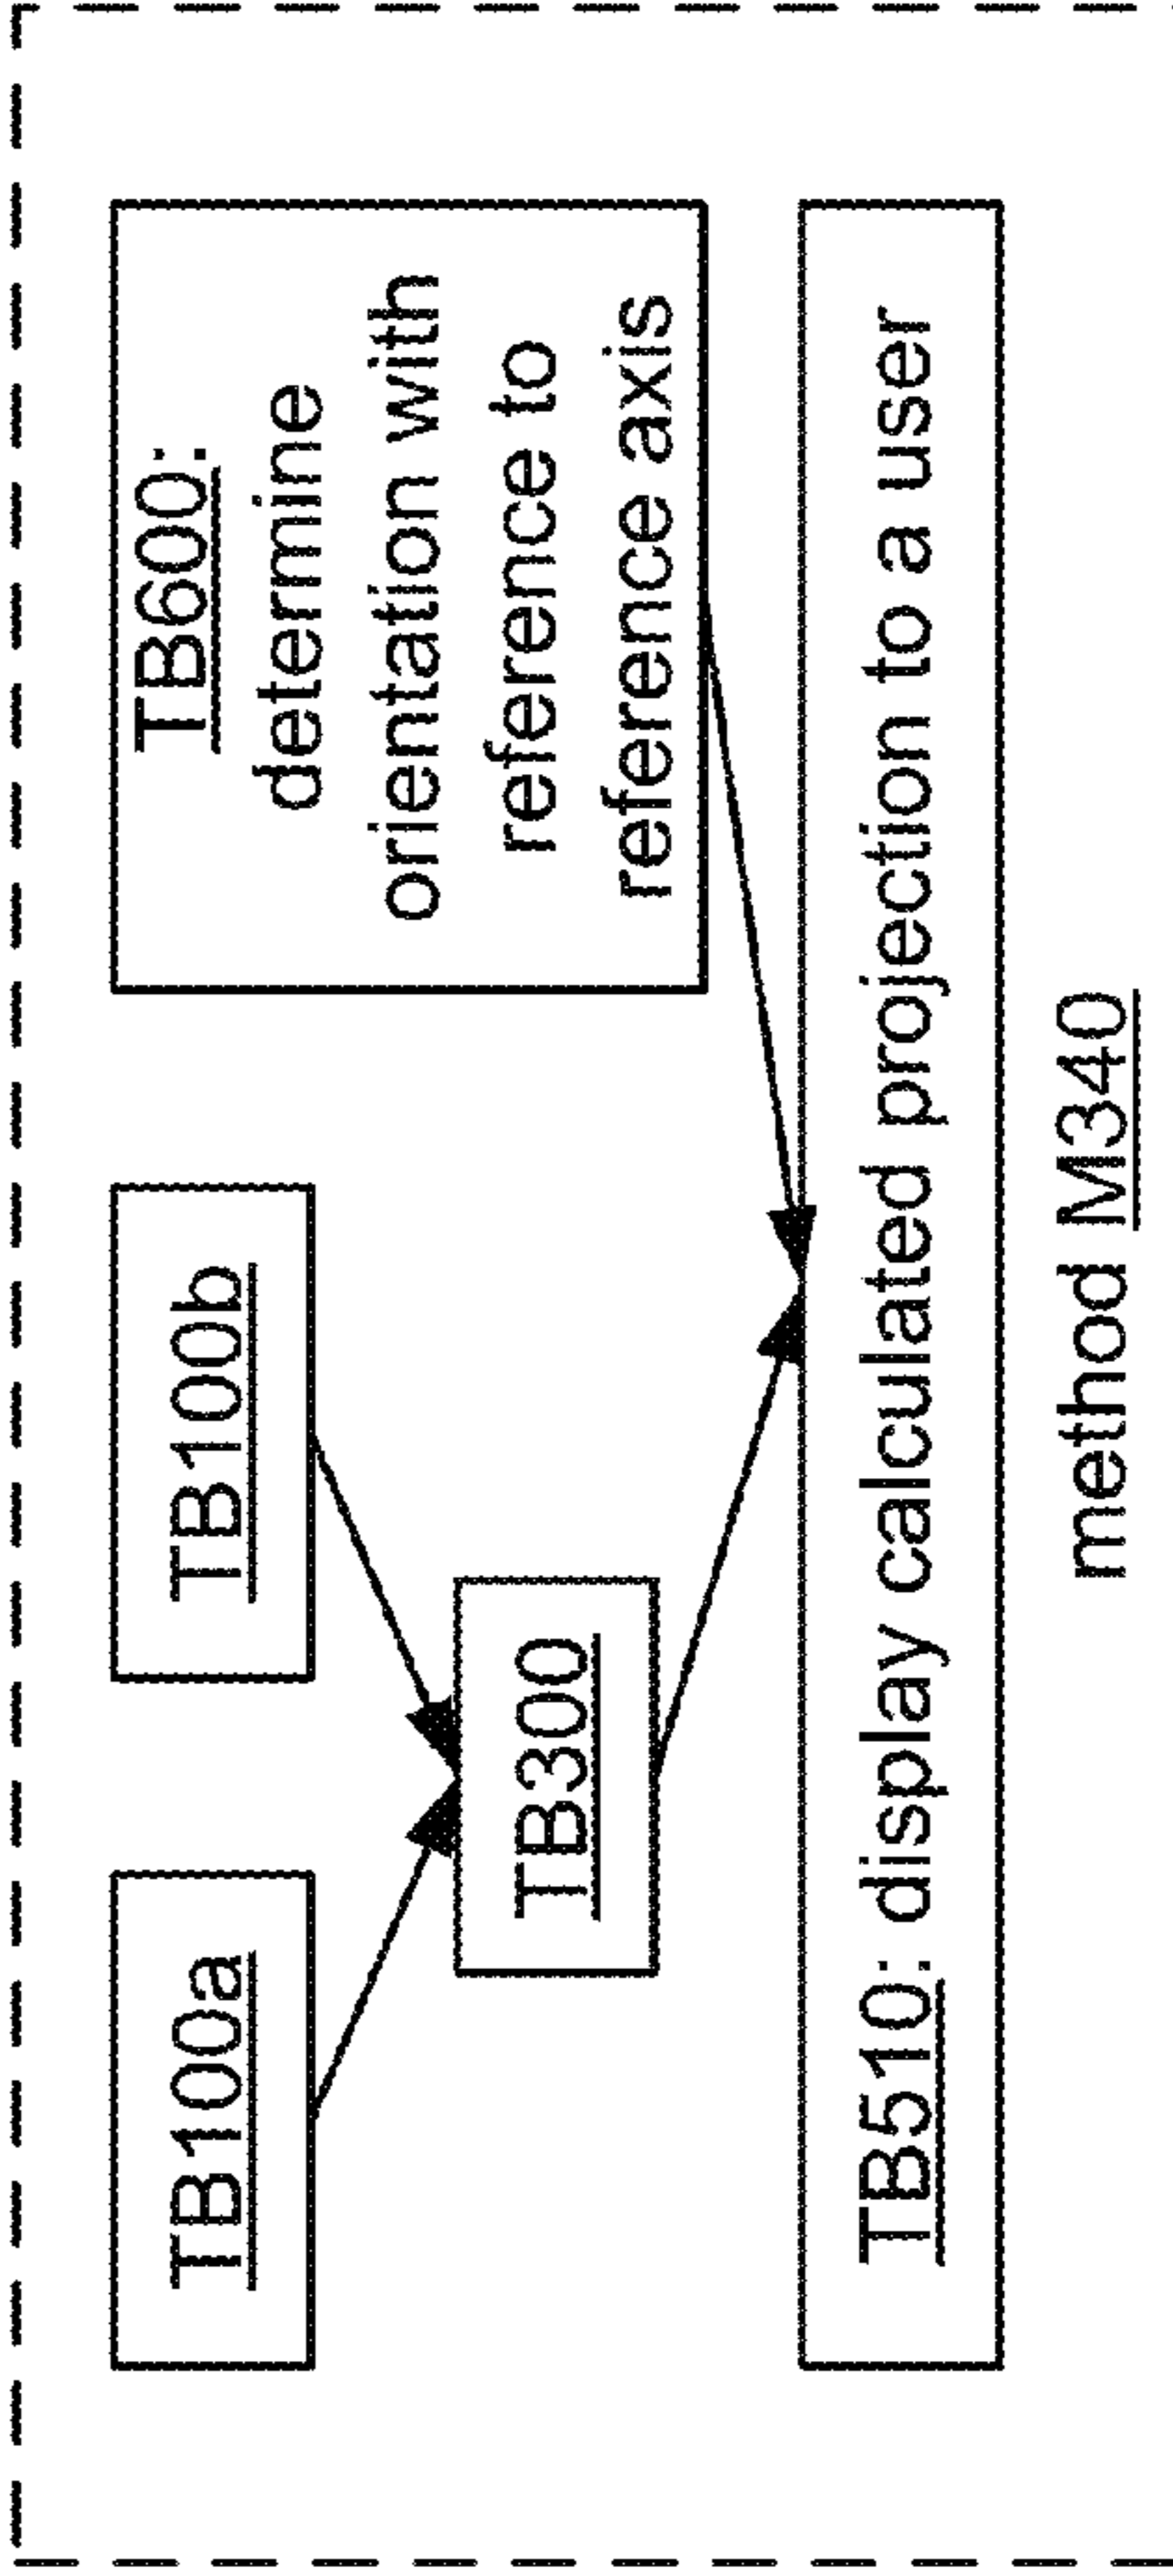 TB100a
TB100b
TB600:
determine
orientation with
reference to
reference axis
TB300
TB510: display calculated projection to a user
method M340